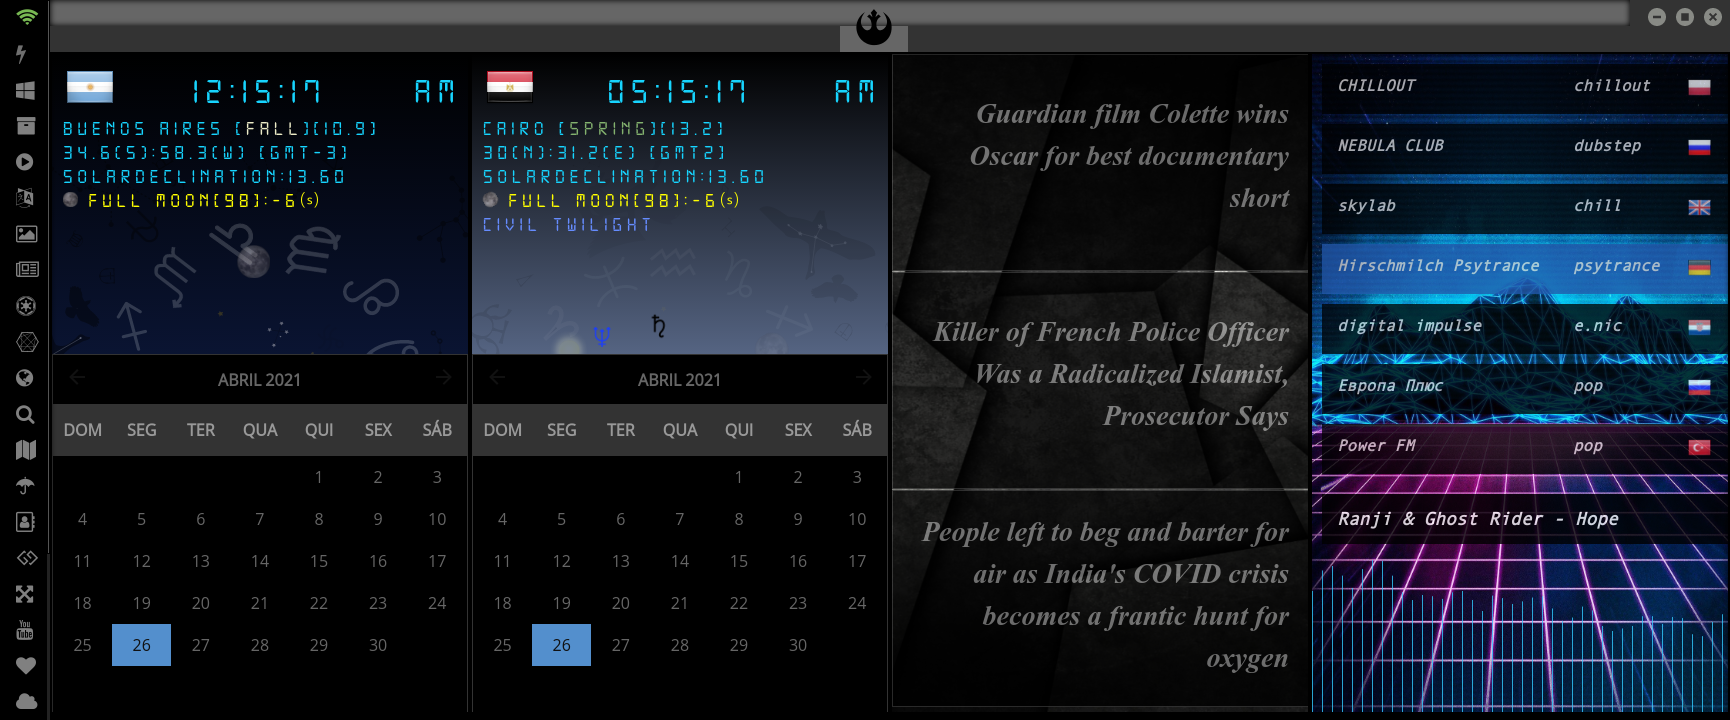 12:15:17 AM
BUENOS AIRES (FALL)(10.9)
34.6(S):58.3(W) (GMT-3)
SOLARDECLINATION:13.60
FULL MOON(98):-6(s)
ABRIL 2021
DOM SEG TER QUA QUI SEX SÁB
1 2 3
4 5 6 7 8 9 10
11 12 13 14 15 16 17
18 19 20 21 22 23 24
25 26 27 28 29 30
05:15:17 AM
CAIRO (SPRING)(13.2)
30(N):31.2(E) (GMT2)
SOLARDECLINATION:13.60
FULL MOON(98):-6(s)
CIVIL TWILIGHT
ABRIL 2021
DOM SEG TER QUA QUI SEX SÁB
1 2 3
4 5 6 7 8 9 10
11 12 13 14 15 16 17
18 19 20 21 22 23 24
25 26 27 28 29 30
Guardian film Colette wins
Oscar for best documentary
short
Killer of French Police Officer
Was a Radicalized Islamist,
Prosecutor Says
People left to beg and barter for
air as India's COVID crisis
becomes a frantic hunt for
oxygen
CHILLOUT chillout
NEBULA CLUB dubstep
skylab chill
Hirschmilch Psytrance psytrance
digital impulse e.nic
Европа Плюс pop
Power FM pop
Ranji & Ghost Rider - Hope
You
Tube